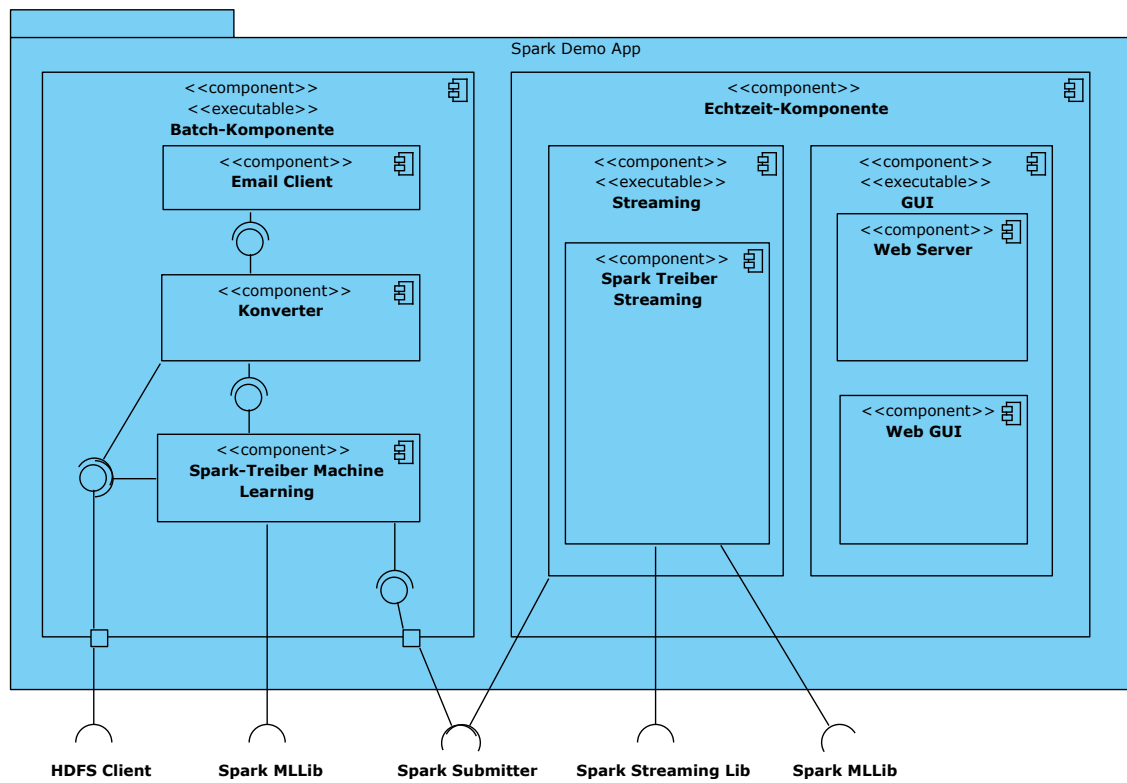 Spark Demo App
<<component>>
<<executable>>
Batch-Komponente
<<component>>
Email Client
<<component>>
Konverter
<<component>>
Spark-Treiber Machine
Learning
<<component>>
Echtzeit-Komponente
<<component>>
<<executable>>
Streaming
<<component>>
Spark Treiber
Streaming
<<component>>
<<executable>>
GUI
<<component>>
Web Server
<<component>>
Web GUI
HDFS Client
Spark MLLib
Spark Submitter
Spark Streaming Lib
Spark MLLib